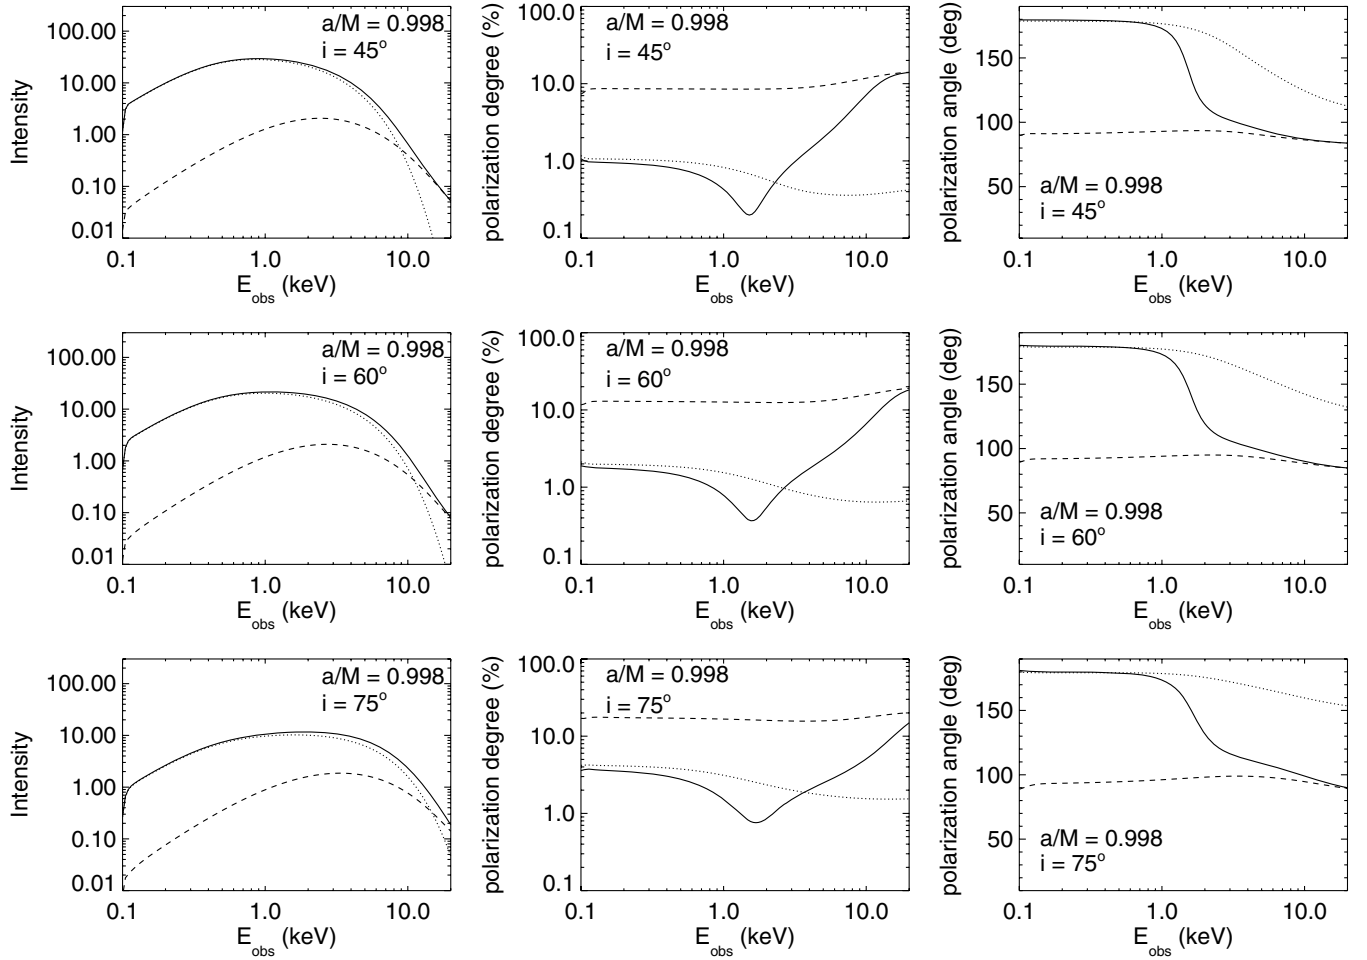 Intensity
100.00
10.00
1.00
0.10
0.01
a/M = 0.998
i = 45°
0.1 1.0 10.0
E_obs (keV)
polarization degree (%)
100.0
10.0
1.0
0.1
a/M = 0.998
i = 45°
0.1 1.0 10.0
E_obs (keV)
polarization angle (deg)
150
100
50
a/M = 0.998
i = 45°
0.1 1.0 10.0
E_obs (keV)
Intensity
100.00
10.00
1.00
0.10
0.01
a/M = 0.998
i = 60°
0.1 1.0 10.0
E_obs (keV)
polarization degree (%)
100.0
10.0
1.0
0.1
a/M = 0.998
i = 60°
0.1 1.0 10.0
E_obs (keV)
polarization angle (deg)
150
100
50
a/M = 0.998
i = 60°
0.1 1.0 10.0
E_obs (keV)
Intensity
100.00
10.00
1.00
0.10
0.01
a/M = 0.998
i = 75°
0.1 1.0 10.0
E_obs (keV)
polarization degree (%)
100.0
10.0
1.0
0.1
a/M = 0.998
i = 75°
0.1 1.0 10.0
E_obs (keV)
polarization angle (deg)
150
100
50
a/M = 0.998
i = 75°
0.1 1.0 10.0
E_obs (keV)